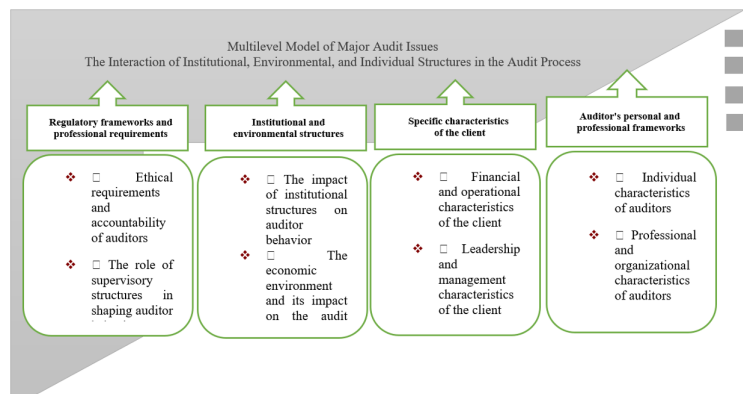 Multilevel Model of Major Audit Issues
The Interaction of Institutional, Environmental, and Individual Structures in the Audit Process
Regulatory frameworks and
professional requirements
Ethical
requirements
and
accountability
of auditors
The role of
supervisory
structures in
shaping auditor
Institutional and
environmental structures
The impact
of institutional
structures on
auditor
behavior
The
economic
environment
and its impact
on the audit
Specific characteristics
of the client
Financial
and operational
characteristics
of the client
Leadership
and
management
characteristics
of the client
Auditor's personal and
professional frameworks
Individual
characteristics
of auditors
Professional
and
organizational
characteristics
of auditors